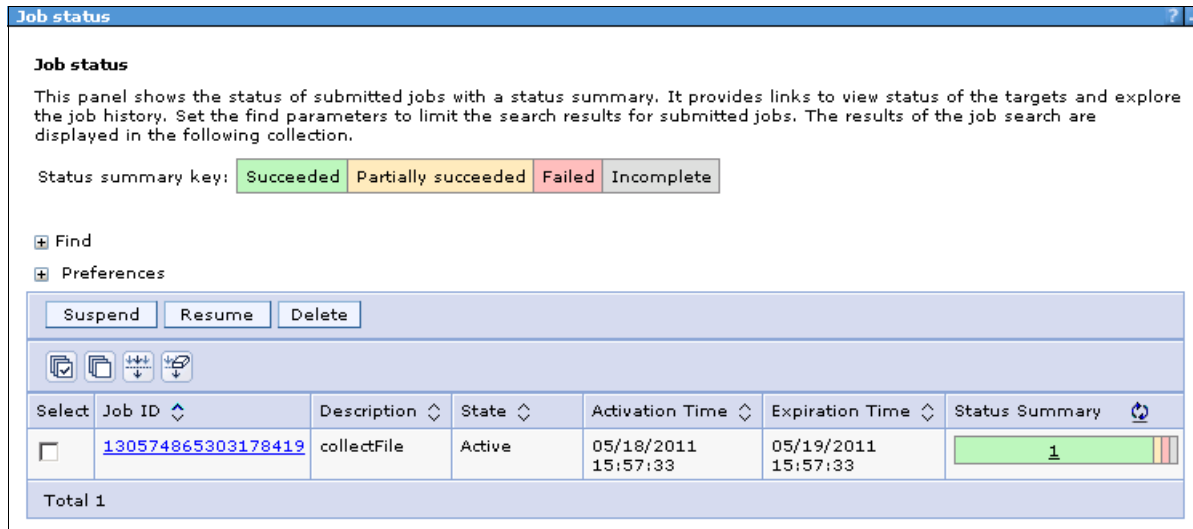 Job status
?
Job status
This panel shows the status of submitted jobs with a status summary. It provides links to view status of the targets and explore
the job history. Set the find parameters to limit the search results for submitted jobs. The results of the job search are
displayed in the following collection.
Status summary key: Succeeded Partially succeeded Failed Incomplete
Find
Preferences
Suspend Resume Delete
Select Job ID Description State Activation Time Expiration Time Status Summary
130574865303178419 collectFile Active 05/18/2011 05/19/2011 1
15:57:33 15:57:33
Total 1